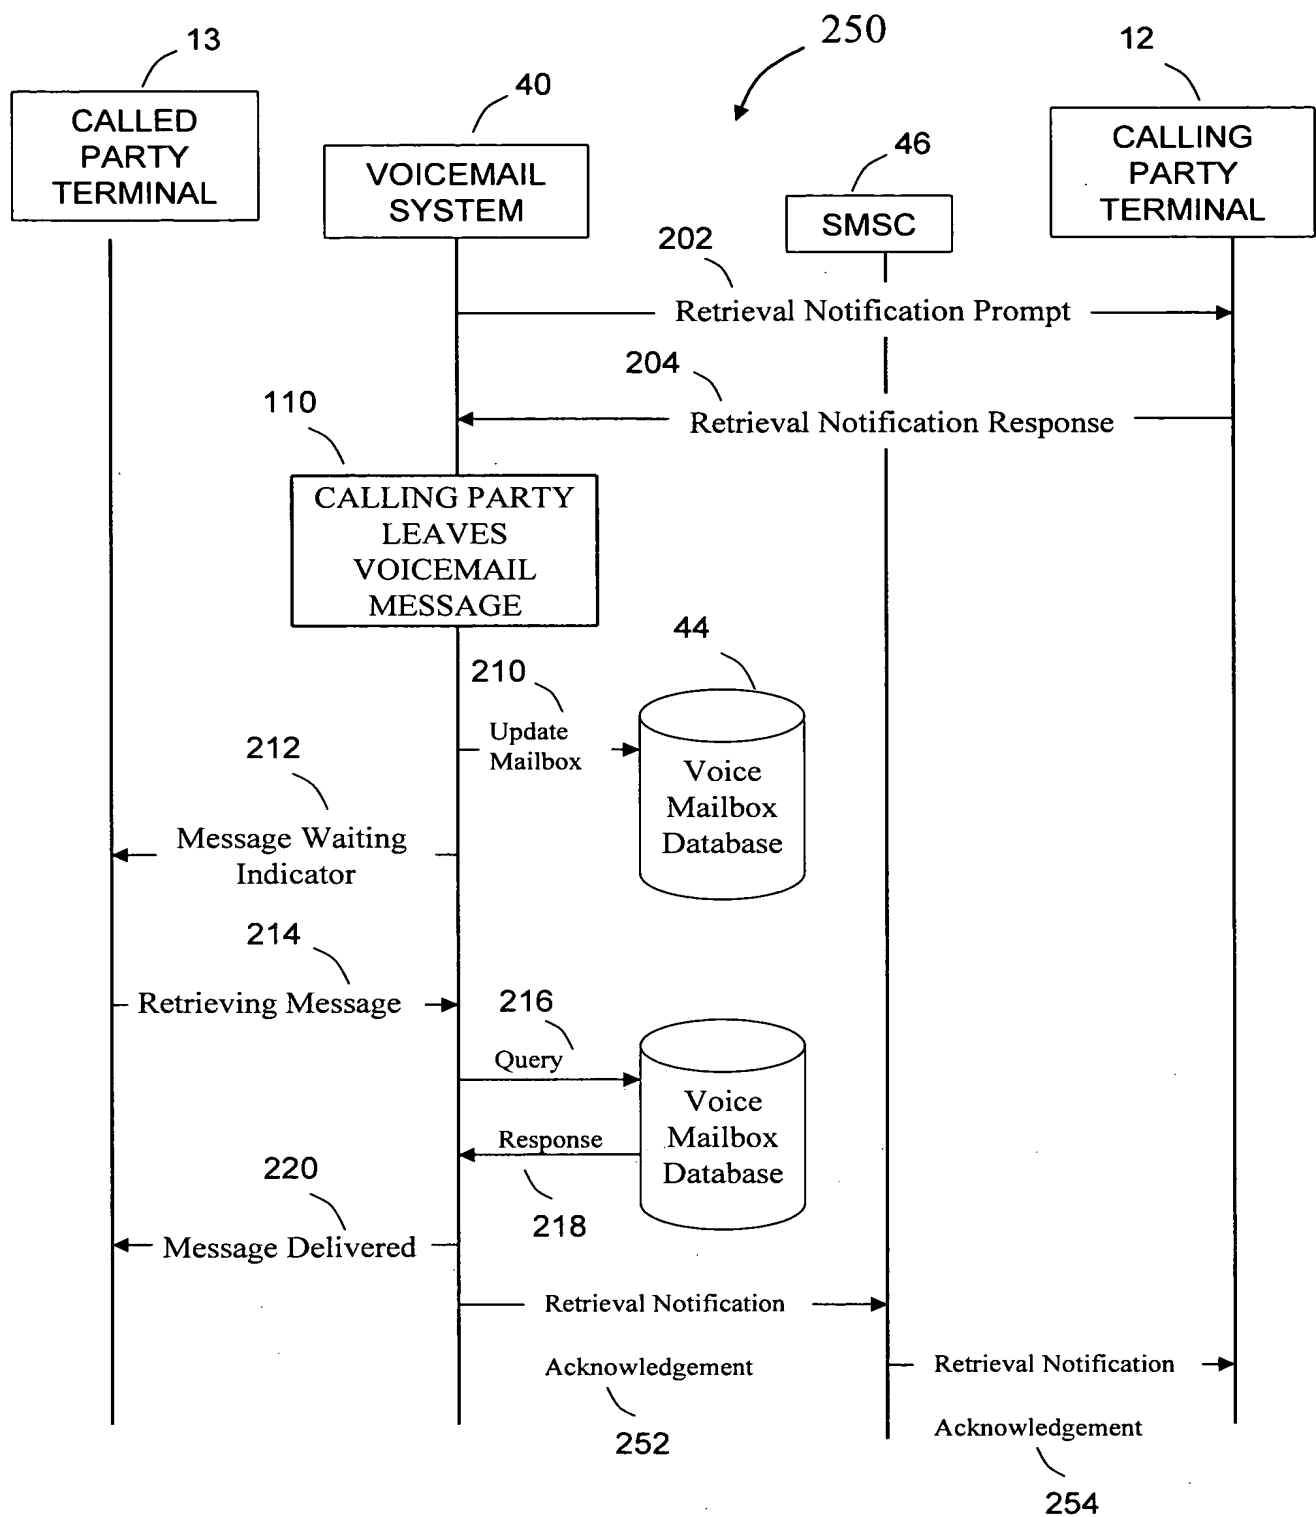 250
13
12
40
46
CALLED
PARTY
TERMINAL
VOICEMAIL
SYSTEM
SMSC
CALLING
PARTY
TERMINAL
202
Retrieval Notification Prompt
204
Retrieval Notification Response
110
CALLING PARTY
LEAVES
VOICEMAIL
MESSAGE
44
210
Update
Mailbox
Voice
Mailbox
Database
212
Message Waiting
Indicator
214
Retrieving Message
216
Query
Voice
Mailbox
Database
Response
218
220
Message Delivered
Retrieval Notification
Acknowledgement
252
Retrieval Notification
Acknowledgement
254